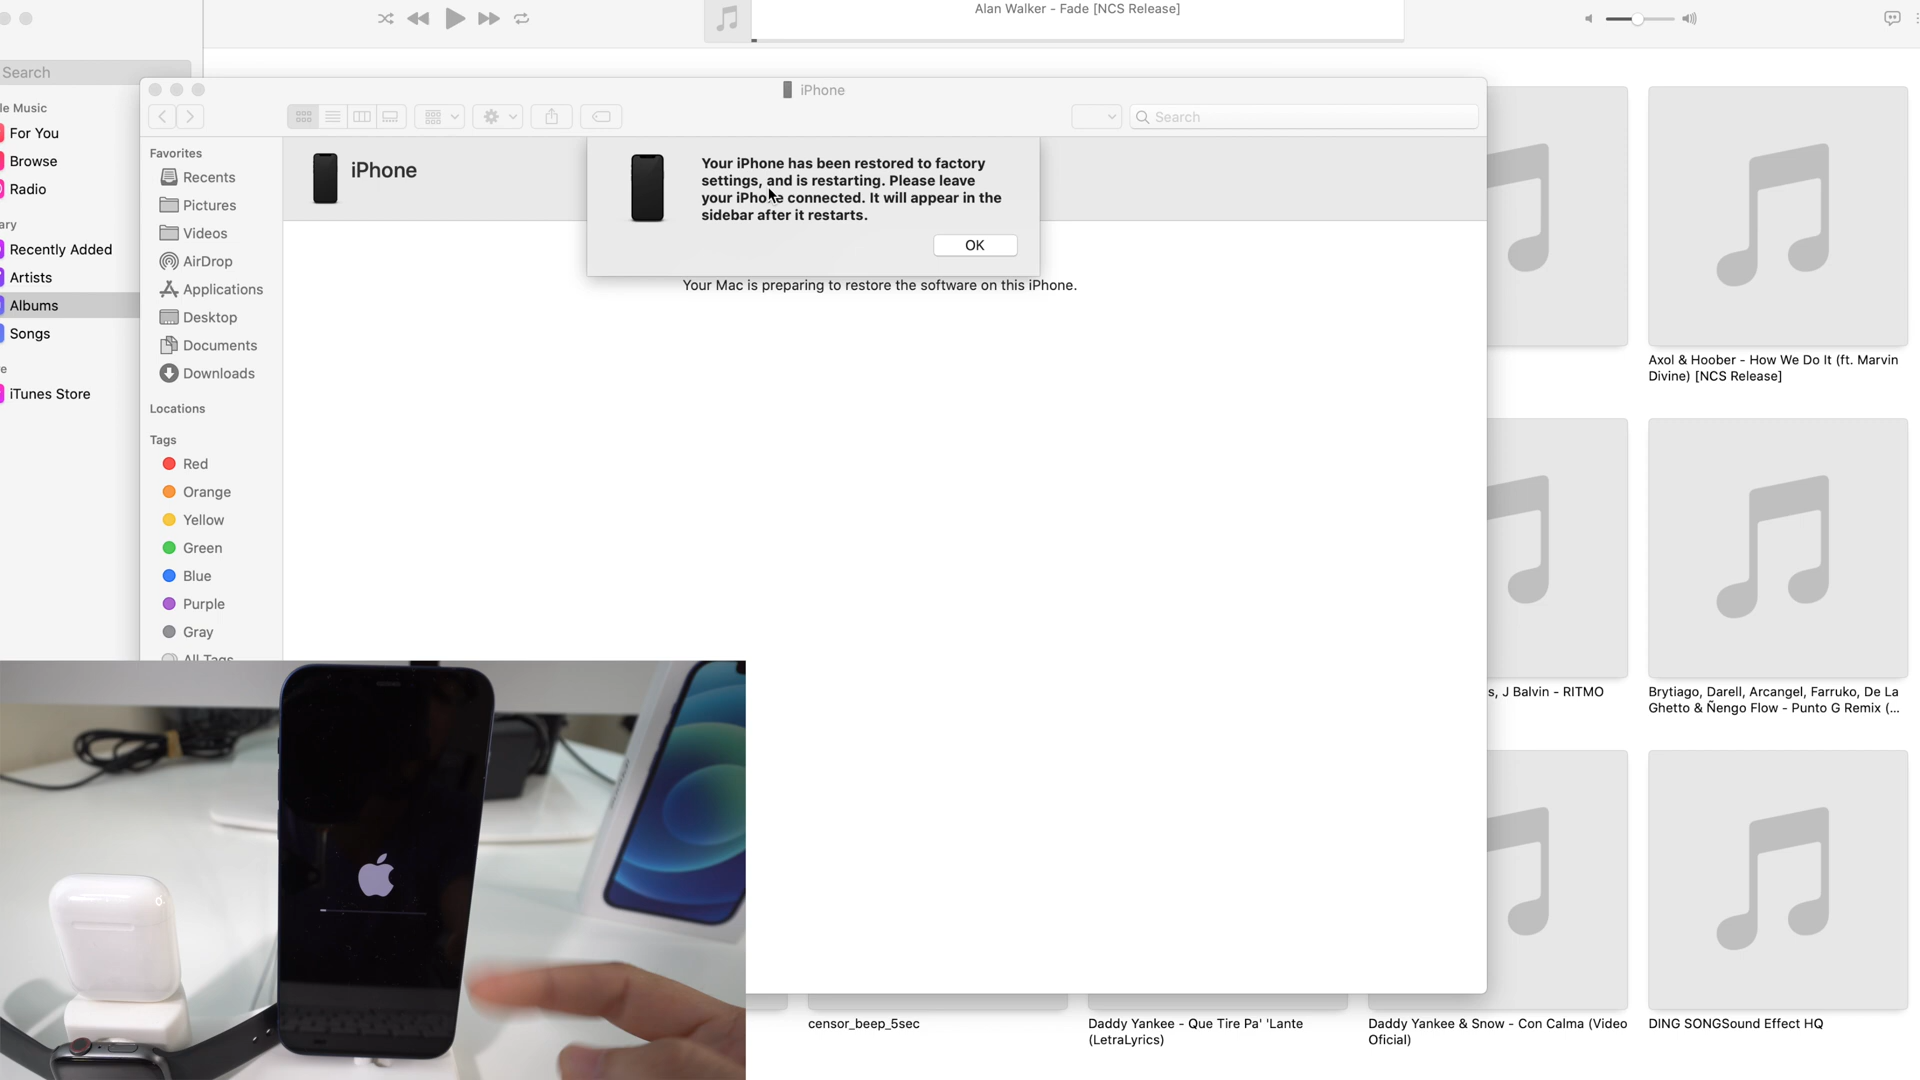 Alan Walker - Fade [NCS Release]
Search
le Music
For You
Browse
Radio
ary
Recently Added
Artists
Albums
Songs
e
iTunes Store
iPhone
Search
Favorites
Recents
Pictures
Videos
AirDrop
Applications
Desktop
Documents
Downloads
Locations
Tags
Red
Orange
Yellow
Green
Blue
Purple
Gray
All Tags
iPhone
Your iPhone has been restored to factory
settings, and is restarting. Please leave
your iPhone connected. It will appear in the
sidebar after it restarts.
OK
Your Mac is preparing to restore the software on this iPhone.
Axol & Hoober - How We Do It (ft. Marvin
Divine) [NCS Release]
s, J Balvin - RITMO
Brytiago, Darell, Arcangel, Farruko, De La
Ghetto & Ñengo Flow - Punto G Remix (...
censor_beep_5sec
Daddy Yankee - Que Tire Pa' 'Lante
(LetraLyrics)
Daddy Yankee & Snow - Con Calma (Video
Oficial)
DING SONGSound Effect HQ